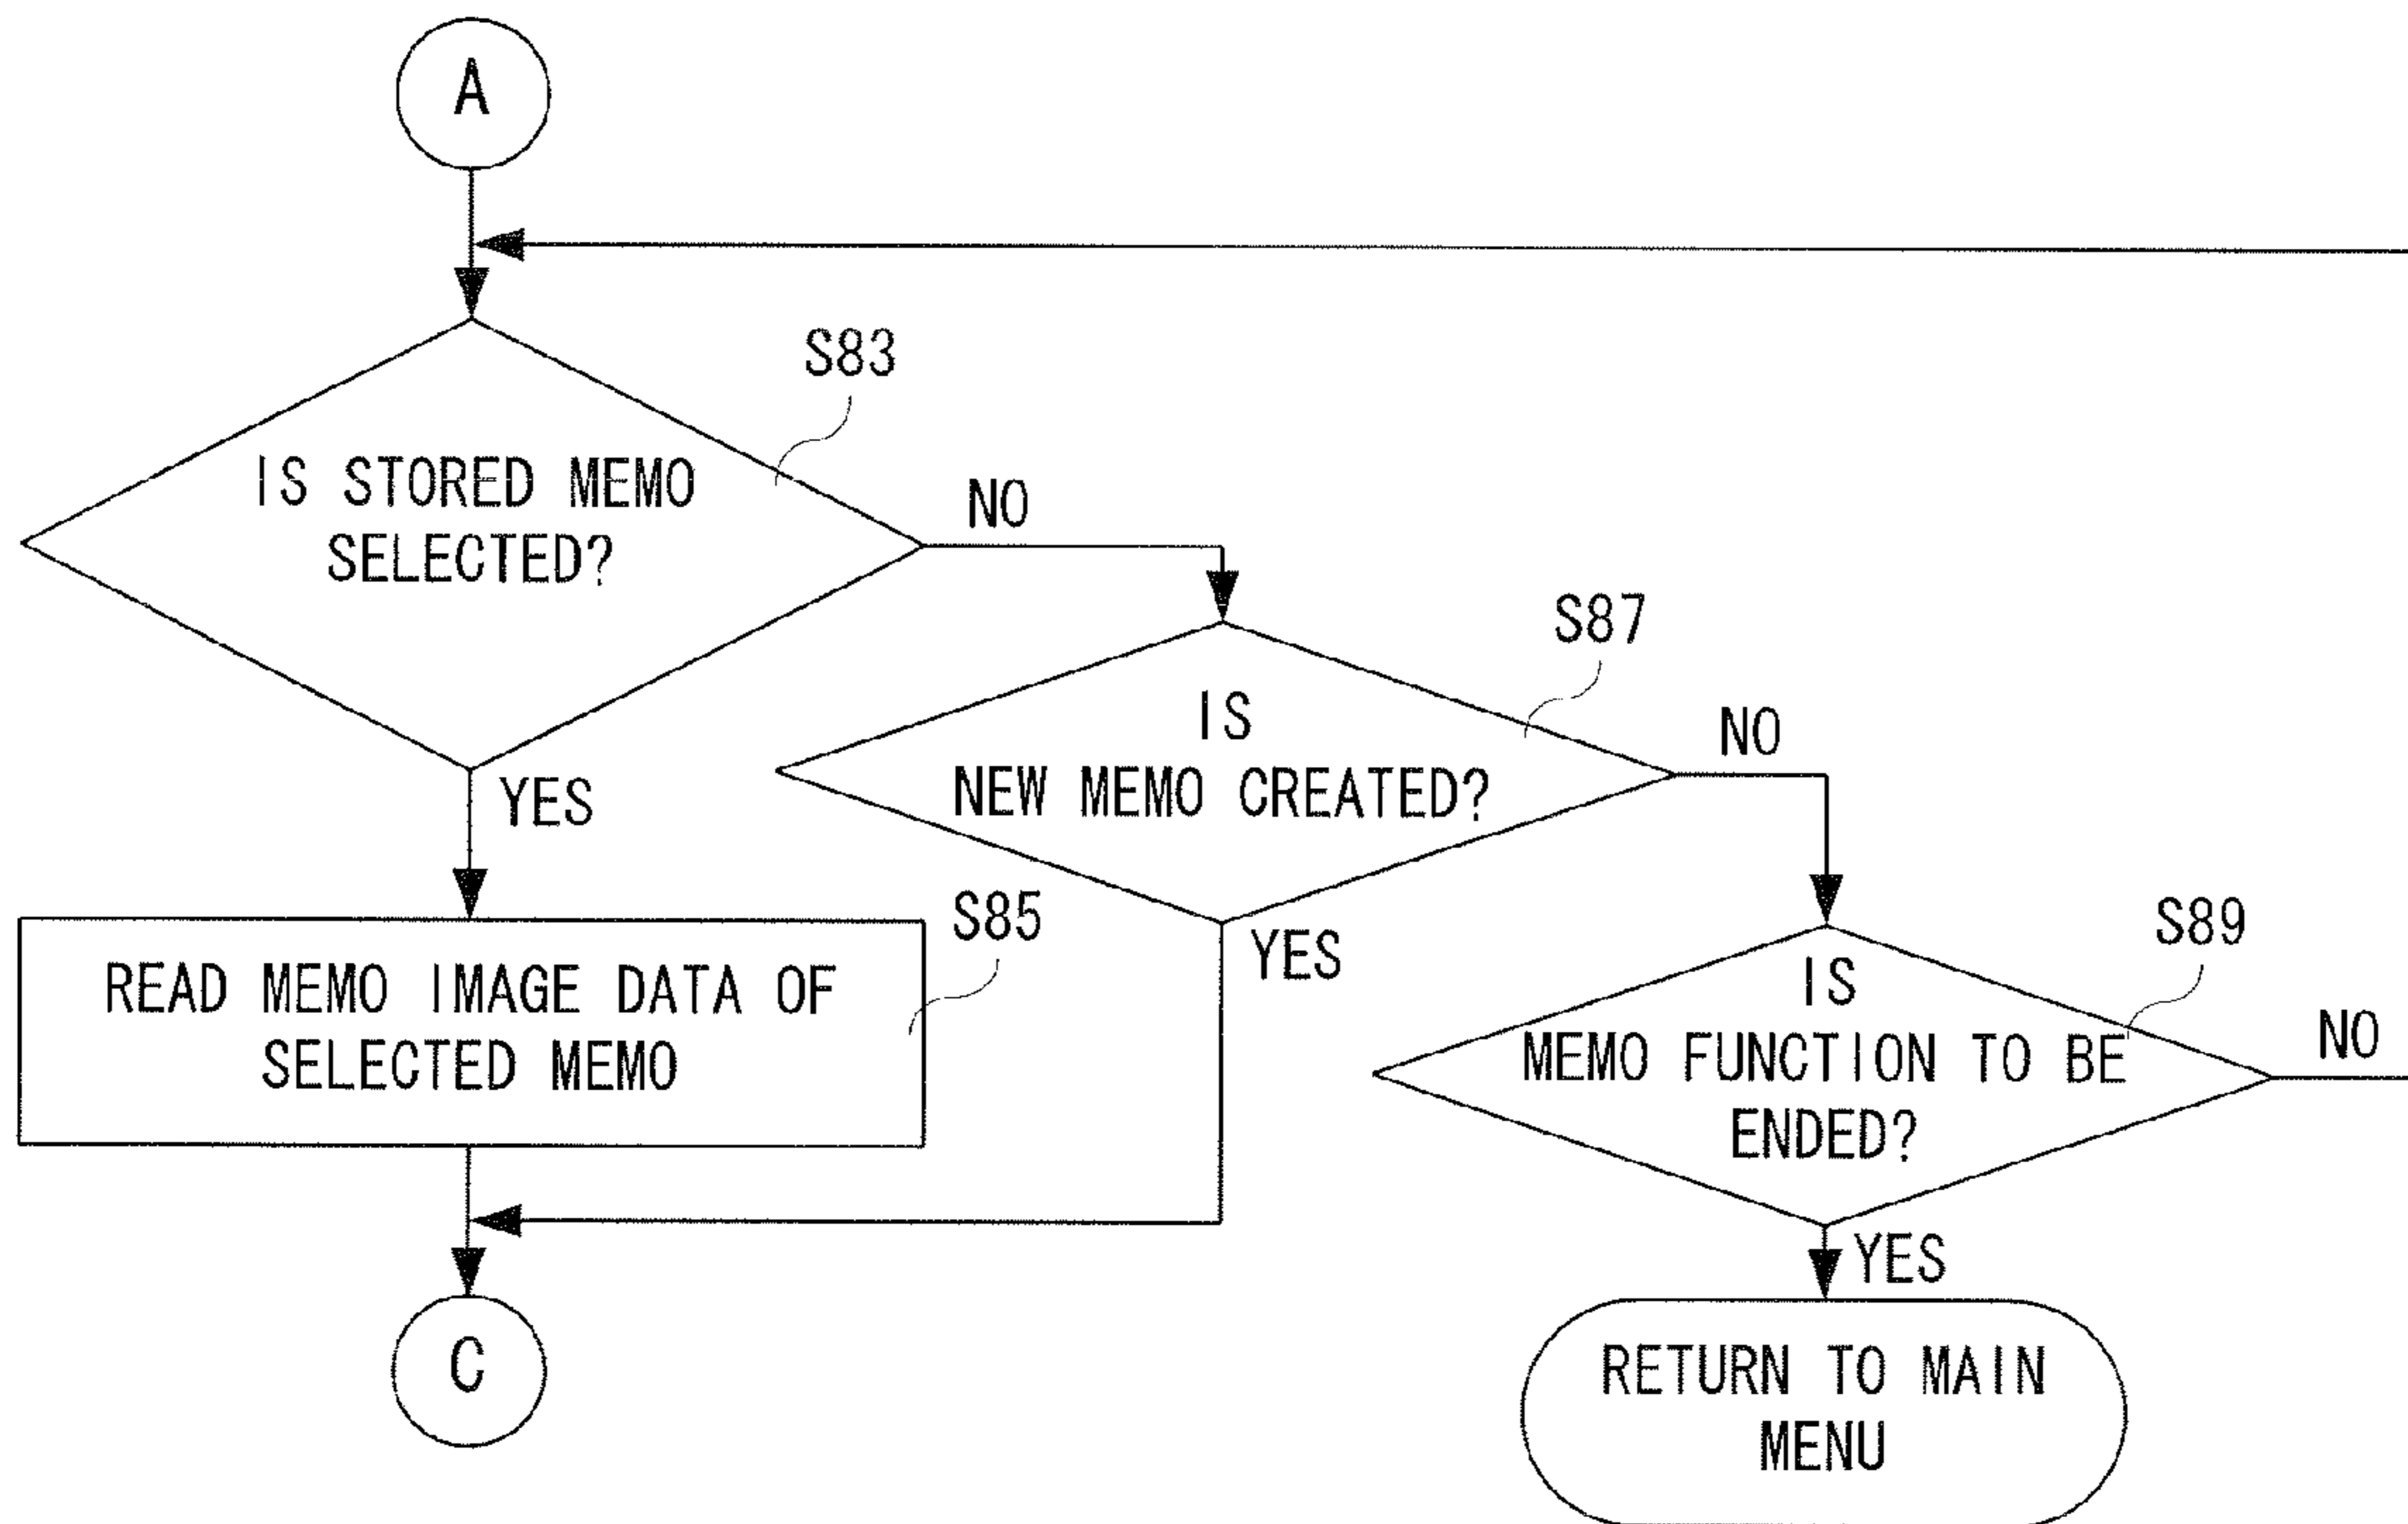 A
S83
IS STORED MEMO
SELECTED?
NO
YES
S87
IS
NEW MEMO CREATED?
NO
YES
S85
READ MEMO IMAGE DATA OF
SELECTED MEMO
S89
IS
MEMO FUNCTION TO BE
ENDED?
NO
YES
C
RETURN TO MAIN
MENU